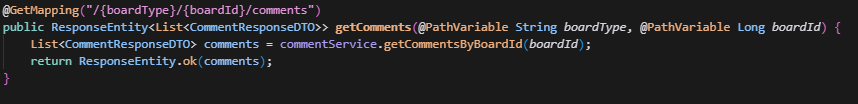 @GetMapping("/{boardType}/{boardId}/comments")
public ResponseEntity<List<CommentResponseDTO>> getComments(@PathVariable String boardType, @PathVariable Long boardId) {
    List<CommentResponseDTO> comments = commentService.getCommentsByBoardId(boardId);
    return ResponseEntity.ok(comments);
}